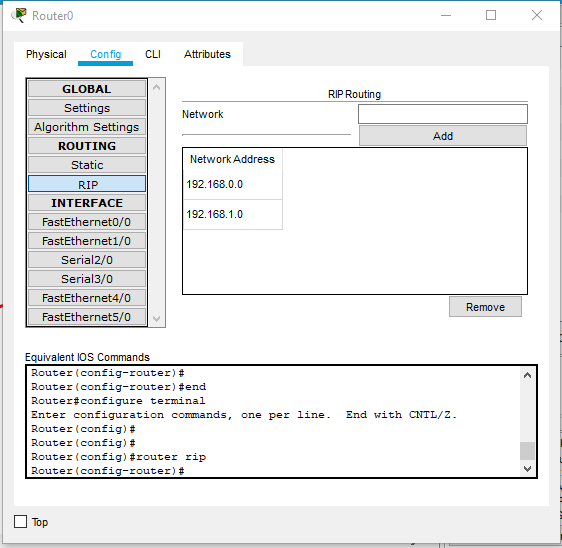 Router0
Physical Config CLI Attributes
GLOBAL
Settings
Algorithm Settings
ROUTING
Static
RIP
INTERFACE
FastEthernet0/0
FastEthernet1/0
Serial2/0
Serial3/0
FastEthernet4/0
FastEthernet5/0
RIP Routing
Network
Add
Network Address
192.168.0.0
192.168.1.0
Remove
Equivalent IOS Commands
Router(config-router)#
Router(config-router)#end
Router#configure terminal
Enter configuration commands, one per line.  End with CNTL/Z.
Router(config)#
Router(config)#
Router(config)#router rip
Router(config-router)#
Top